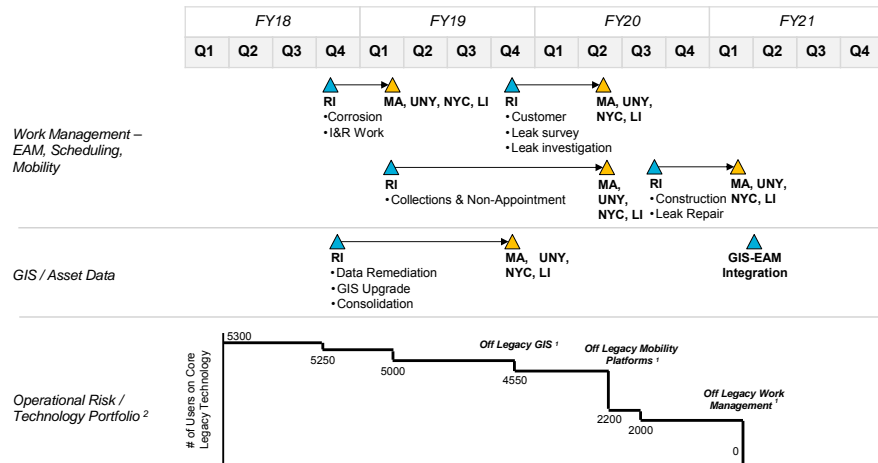 FY18 FY19 FY20 FY21
Q1 Q2 Q3 Q4 Q1 Q2 Q3 Q4 Q1 Q2 Q3 Q4 Q1 Q2 Q3 Q4
Work Management –
EAM, Scheduling,
Mobility
RI
•Corrosion
•I&R Work
MA, UNY, NYC, LI
RI
•Customer
•Leak survey
•Leak investigation
MA, UNY,
NYC, LI
RI
•Collections & Non-Appointment
MA,
UNY,
NYC, LI
RI
•Construction
•Leak Repair
MA, UNY,
NYC, LI
GIS / Asset Data
RI
•Data Remediation
•GIS Upgrade
•Consolidation
MA, UNY,
NYC, LI
GIS-EAM
Integration
Operational Risk /
Technology Portfolio 2
# of Users on Core
Legacy Technology
5300
5250
5000
Off Legacy GIS 1
4550
Off Legacy Mobility
Platforms 1
2200
2000
Off Legacy Work
Management 1
0